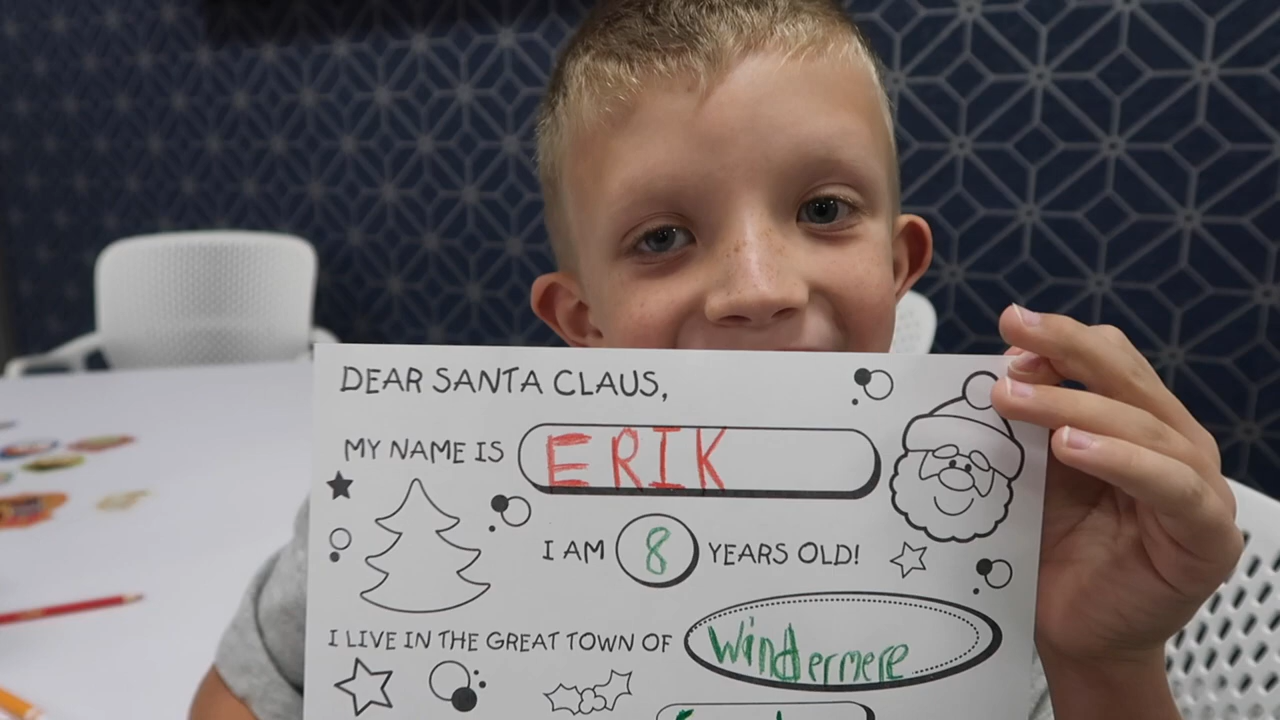 DEAR SANTA CLAUS,
MY NAME IS ERIK
I AM 8 YEARS OLD!
I LIVE IN THE GREAT TOWN OF Windermere